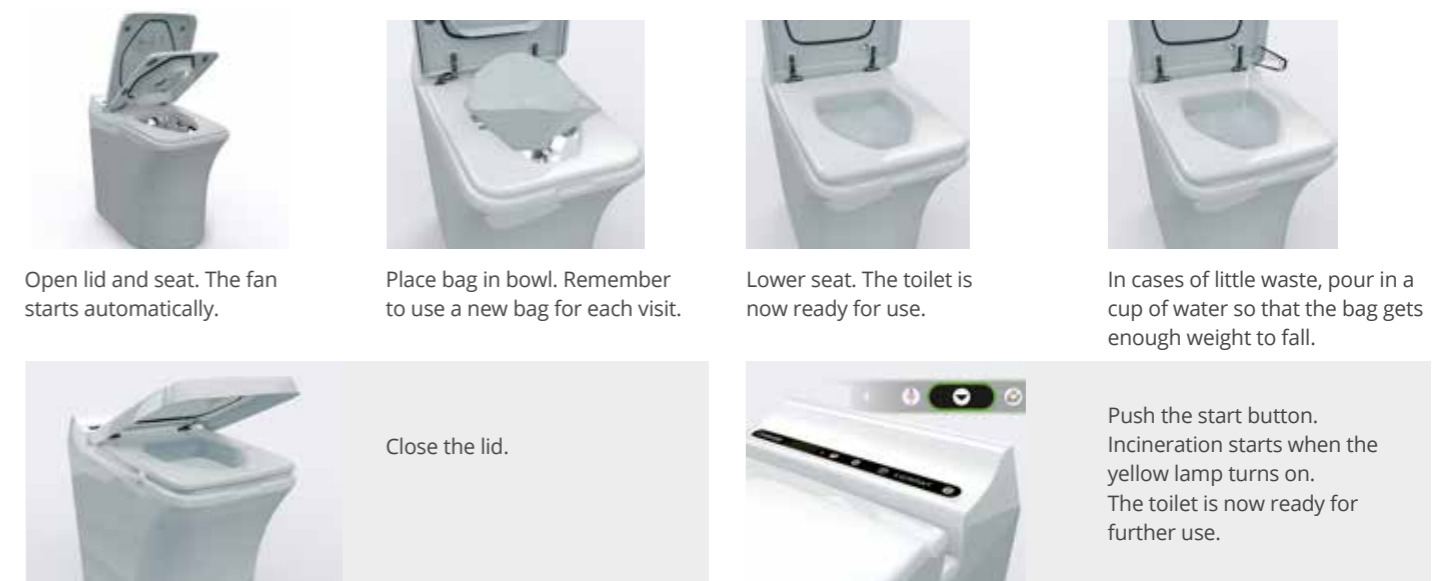 Open lid and seat. The fan
starts automatically.
Place bag in bowl. Remember
to use a new bag for each visit.
Lower seat. The toilet is
now ready for use.
In cases of little waste, pour in a
cup of water so that the bag gets
enough weight to fall.
Close the lid.
Push the start button.
Incineration starts when the
yellow lamp turns on.
The toilet is now ready for
further use.